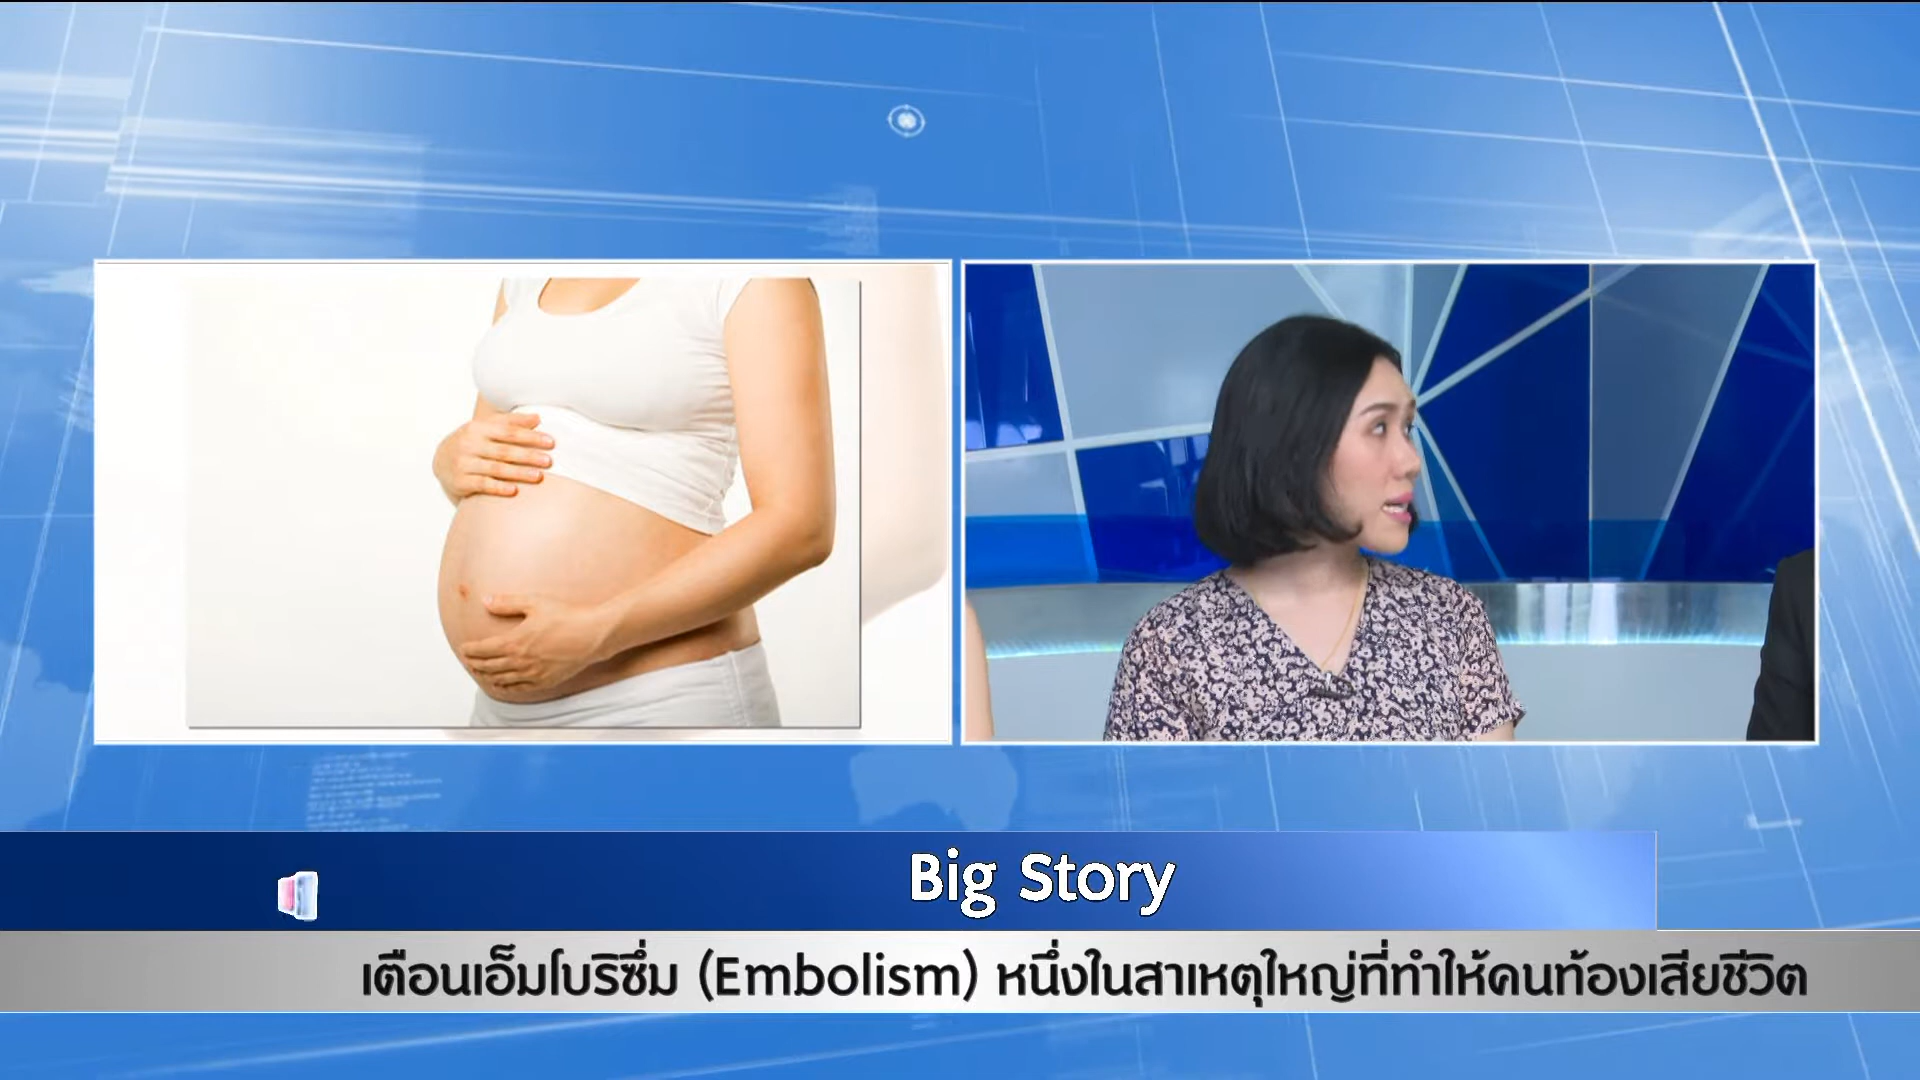 Big Story
เตือนเอ็มโบริซึ่ม (Embolism) หนึ่งในสาเหตุใหญ่ที่ทำให้คนท้องเสียชีวิต